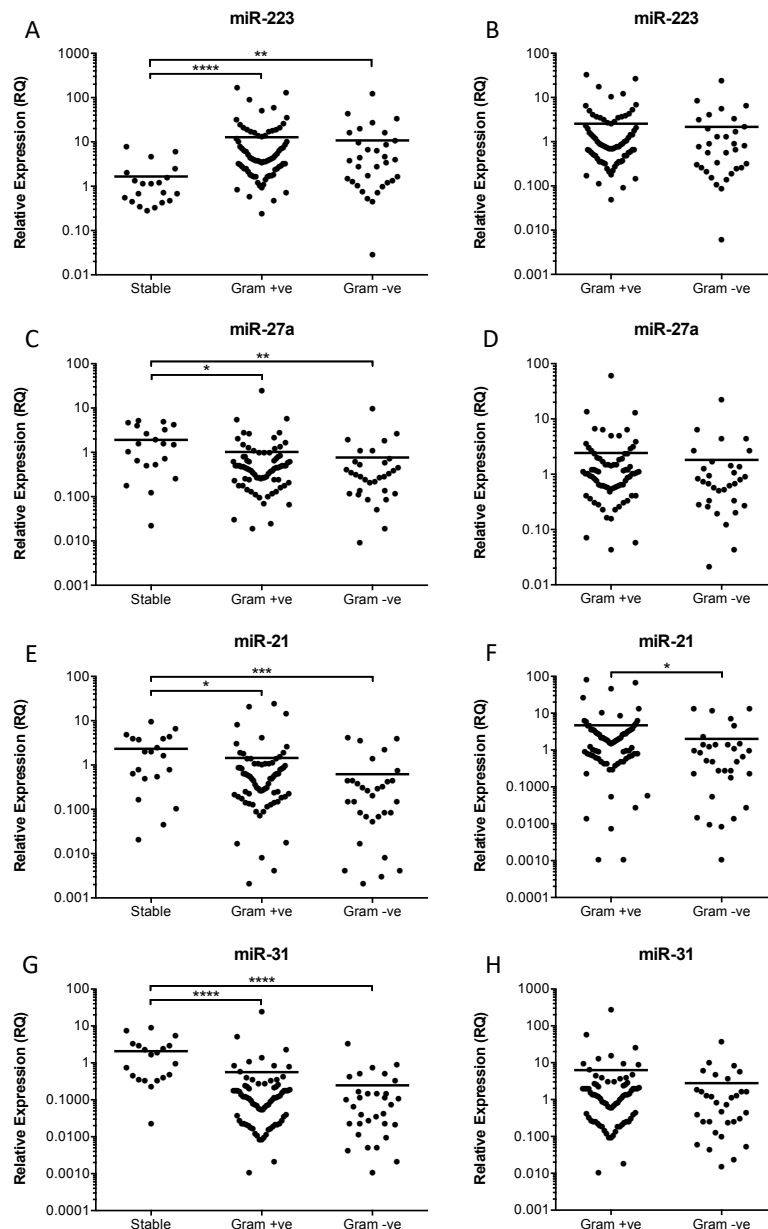 A
miR-223
Relative Expression (RQ)
1000
100
10
1
0.10
0.01
**
****
Stable
Gram +ve
Gram -ve
B
miR-223
Relative Expression (RQ)
100
10
1
0.100
0.010
0.001
Gram +ve
Gram -ve
C
miR-27a
Relative Expression (RQ)
100
10
1
0.100
0.010
0.001
**
*
Stable
Gram +ve
Gram -ve
D
miR-27a
Relative Expression (RQ)
100
10
1
0.10
0.01
Gram +ve
Gram -ve
E
miR-21
Relative Expression (RQ)
100
10
1
0.100
0.010
0.001
***
*
Stable
Gram +ve
Gram -ve
F
miR-21
Relative Expression (RQ)
100
10
1
0.1000
0.0100
0.0010
0.0001
*
Gram +ve
Gram -ve
G
miR-31
Relative Expression (RQ)
100
10
1
0.1000
0.0100
0.0010
0.0001
****
****
Stable
Gram +ve
Gram -ve
H
miR-31
Relative Expression (RQ)
1000
100
10
1
0.100
0.010
0.001
Gram +ve
Gram -ve